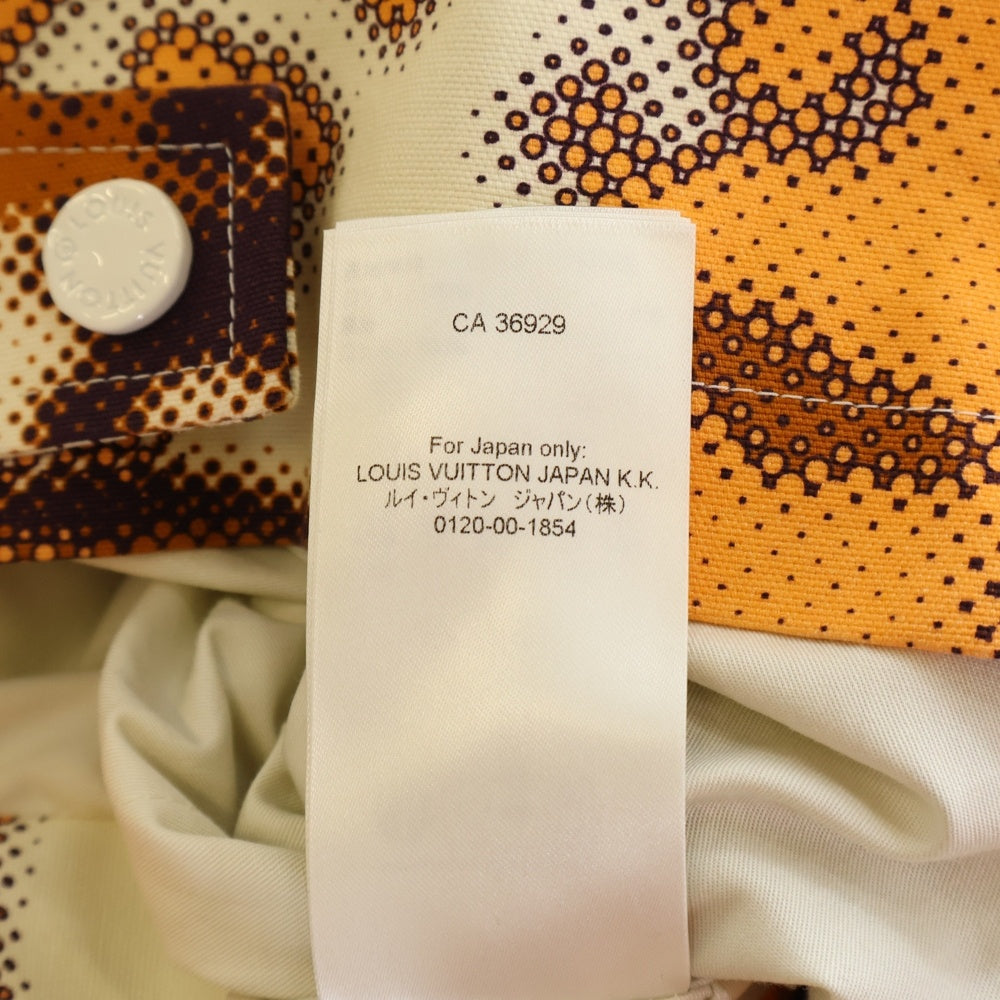 LOUIS VUITTON
CA 36929
For Japan only:
LOUIS VUITTON JAPAN K.K.
ルイ・ヴィトン ジャパン(株)
0120-00-1854